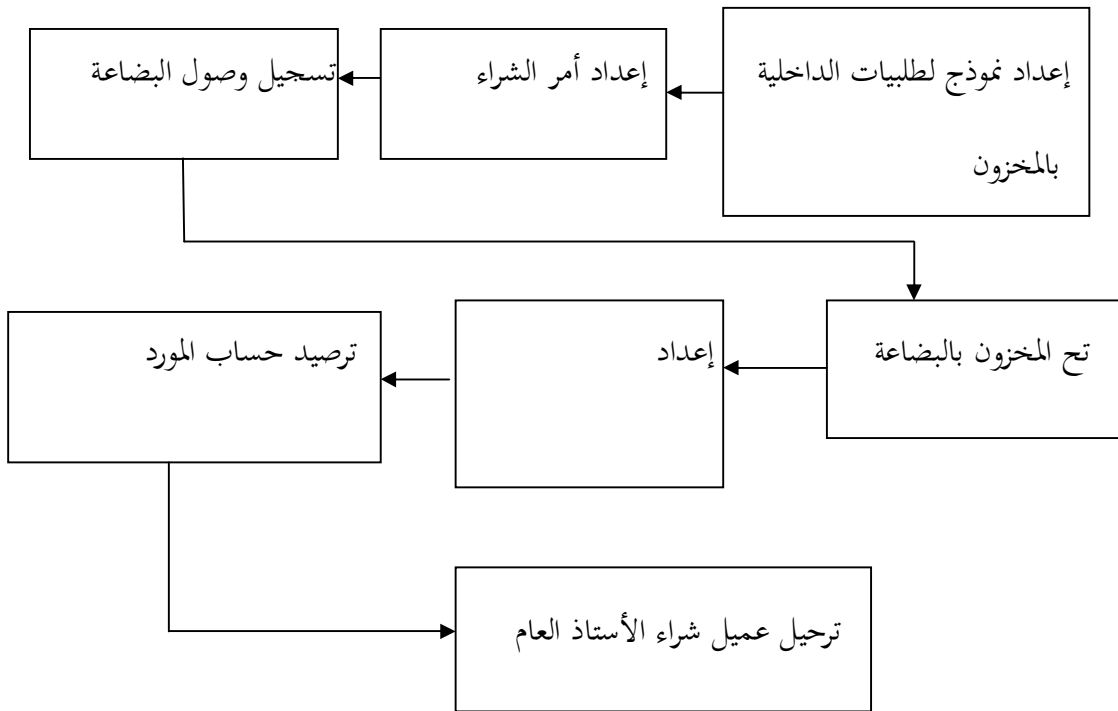 إعداد نموذج لطلبيات الداخلية
بالمخزون
إعداد أمر الشراء
تسجيل وصول البضاعة
تح المخزون بالبضاعة
إعداد
ترصيد حساب المورد
ترحيل عميل شراء الأستاذ العام